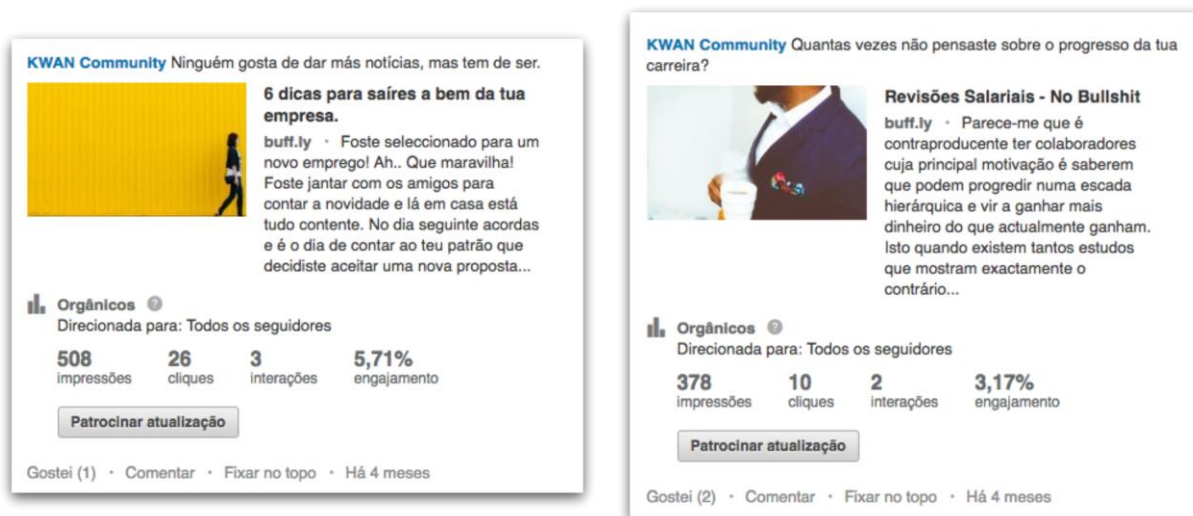 KWAN Community Ninguém gosta de dar más notícias, mas tem de ser.
6 dicas para saíres a bem da tua
empresa.
buff.ly · Foste seleccionado para um
novo emprego! Ah.. Que maravilha!
Foste jantar com os amigos para
contar a novidade e lá em casa está
tudo contente. No dia seguinte acordas
e é o dia de contar ao teu patrão que
decidiste aceitar uma nova proposta...
Orgânicos ?
Direcionada para: Todos os seguidores
508 26 3 5,71%
impressões cliques interações engajamento
Patrocinar atualização
Gostei (1) · Comentar · Fixar no topo · Há 4 meses
KWAN Community Quantas vezes não pensaste sobre o progresso da tua
carreira?
Revisões Salariais - No Bullshit
buff.ly · Parece-me que é
contraproducente ter colaboradores
cuja principal motivação é saberem
que podem progredir numa escada
hierárquica e vir a ganhar mais
dinheiro do que actualmente ganham.
Isto quando existem tantos estudos
que mostram exactamente o
contrário...
Orgânicos ?
Direcionada para: Todos os seguidores
378 10 2 3,17%
impressões cliques interações engajamento
Patrocinar atualização
Gostei (2) · Comentar · Fixar no topo · Há 4 meses